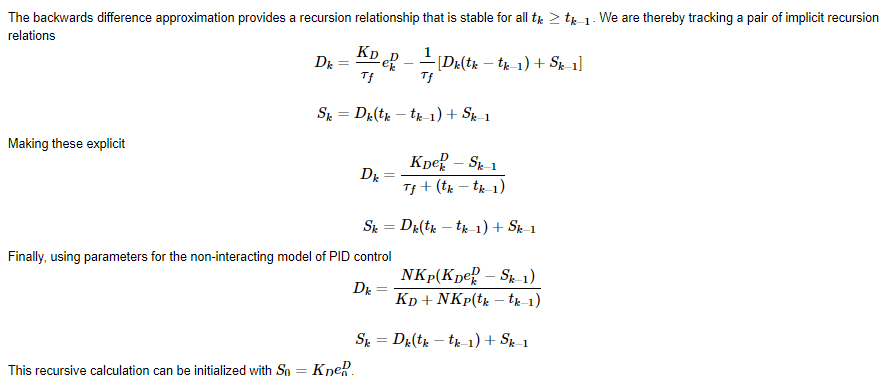 The backwards difference approximation provides a recursion relationship that is stable for all $t_k \geq t_{k-1}$. We are thereby tracking a pair of implicit recursion
relations
$D_k = \frac{K_D}{\tau_f} e_k^D - \frac{1}{\tau_f} [D_k(t_k - t_{k-1}) + S_{k-1}]$
$S_k = D_k(t_k - t_{k-1}) + S_{k-1}$
Making these explicit
$D_k = \frac{K_D e_k^D - S_{k-1}}{\tau_f + (t_k - t_{k-1})}$
$S_k = D_k(t_k - t_{k-1}) + S_{k-1}$
Finally, using parameters for the non-interacting model of PID control
$D_k = \frac{N K_P (K_D e_k^D - S_{k-1})}{K_D + N K_P (t_k - t_{k-1})}$
$S_k = D_k(t_k - t_{k-1}) + S_{k-1}$
This recursive calculation can be initialized with $S_0 = K_D e_0^D$.